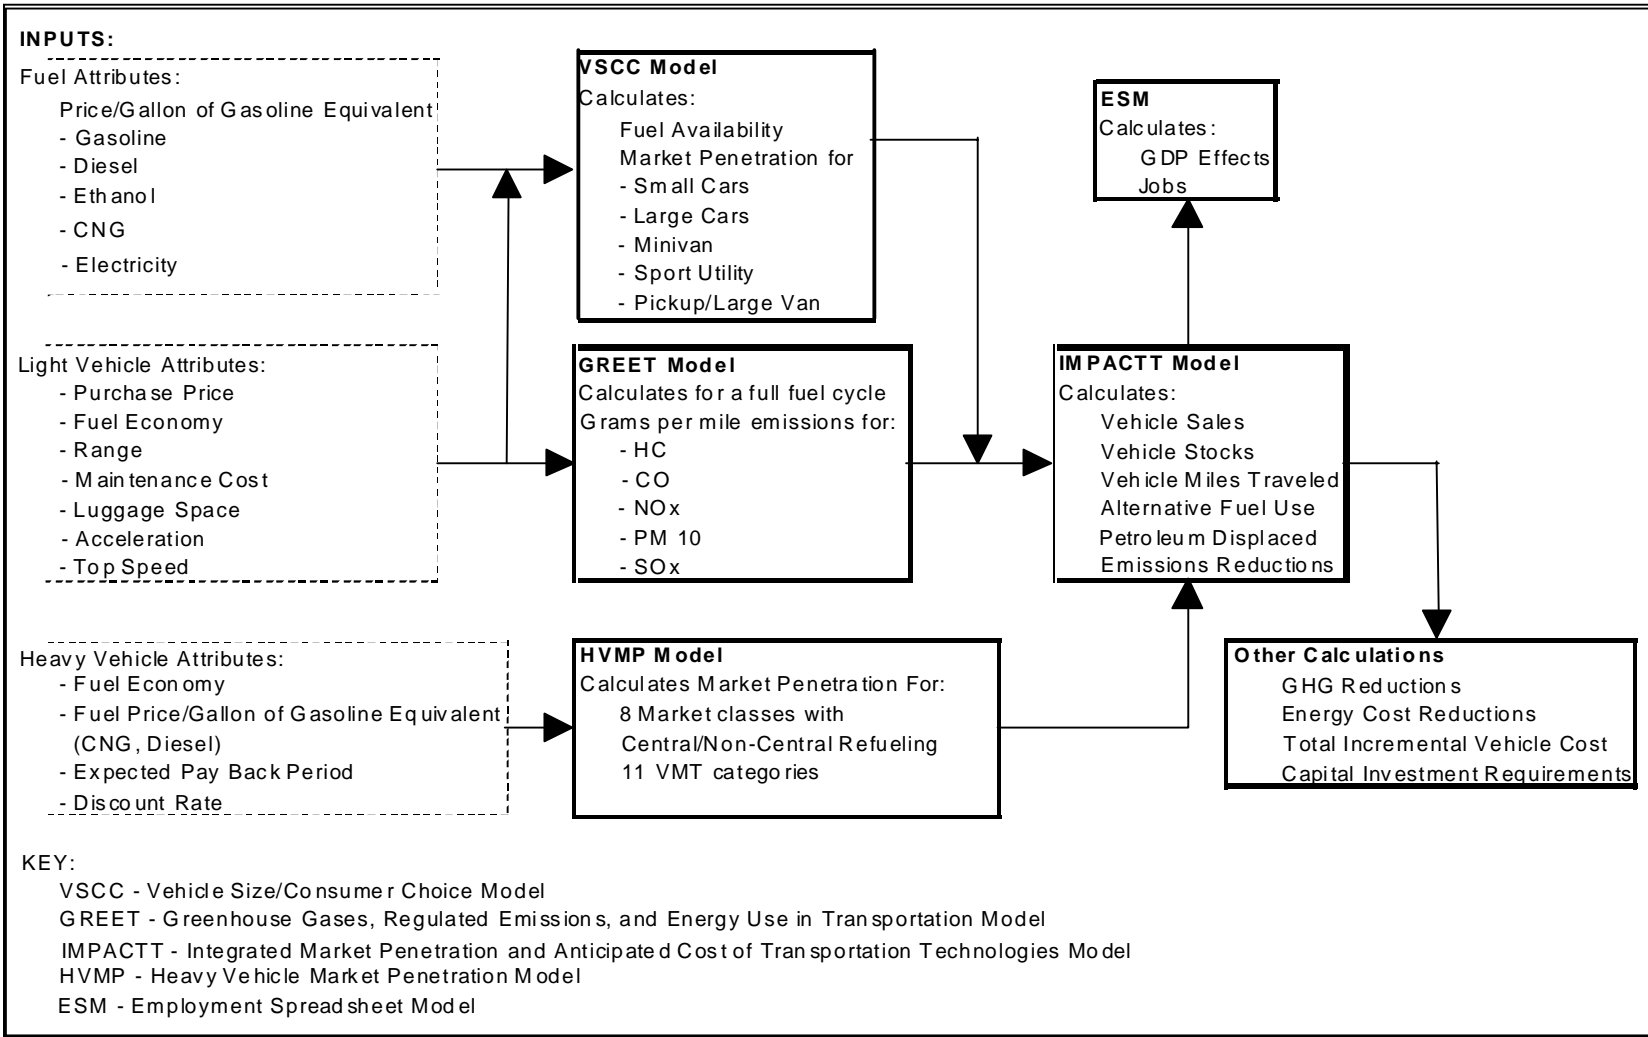 INPUTS:
Fuel Attributes:
Price/Gallon of Gasoline Equivalent
- Gasoline
- Diesel
- Ethanol
- CNG
- Electricity
VSCC Model
Calculates:
Fuel Availability
Market Penetration for
- Small Cars
- Large Cars
- Minivan
- Sport Utility
- Pickup/Large Van
ESM
Calculates:
GDP Effects
Jobs
Light Vehicle Attributes:
- Purchase Price
- Fuel Economy
- Range
- Maintenance Cost
- Luggage Space
- Acceleration
- Top Speed
GREET Model
Calculates for a full fuel cycle
Grams per mile emissions for:
- HC
- CO
- NOx
- PM 10
- SOx
IMPACTT Model
Calculates:
Vehicle Sales
Vehicle Stocks
Vehicle Miles Traveled
Alternative Fuel Use
Petroleum Displaced
Emissions Reductions
Heavy Vehicle Attributes:
- Fuel Economy
- Fuel Price/Gallon of Gasoline Equivalent
(CNG, Diesel)
- Expected Pay Back Period
- Discount Rate
HVMP Model
Calculates Market Penetration For:
8 Market classes with
Central/Non-Central Refueling
11 VMT categories
Other Calculations
GHG Reductions
Energy Cost Reductions
Total Incremental Vehicle Cost
Capital Investment Requirements
KEY:
VSCC - Vehicle Size/Consumer Choice Model
GREET - Greenhouse Gases, Regulated Emissions, and Energy Use in Transportation Model
IMPACTT - Integrated Market Penetration and Anticipated Cost of Transportation Technologies Model
HVMP - Heavy Vehicle Market Penetration Model
ESM - Employment Spreadsheet Model